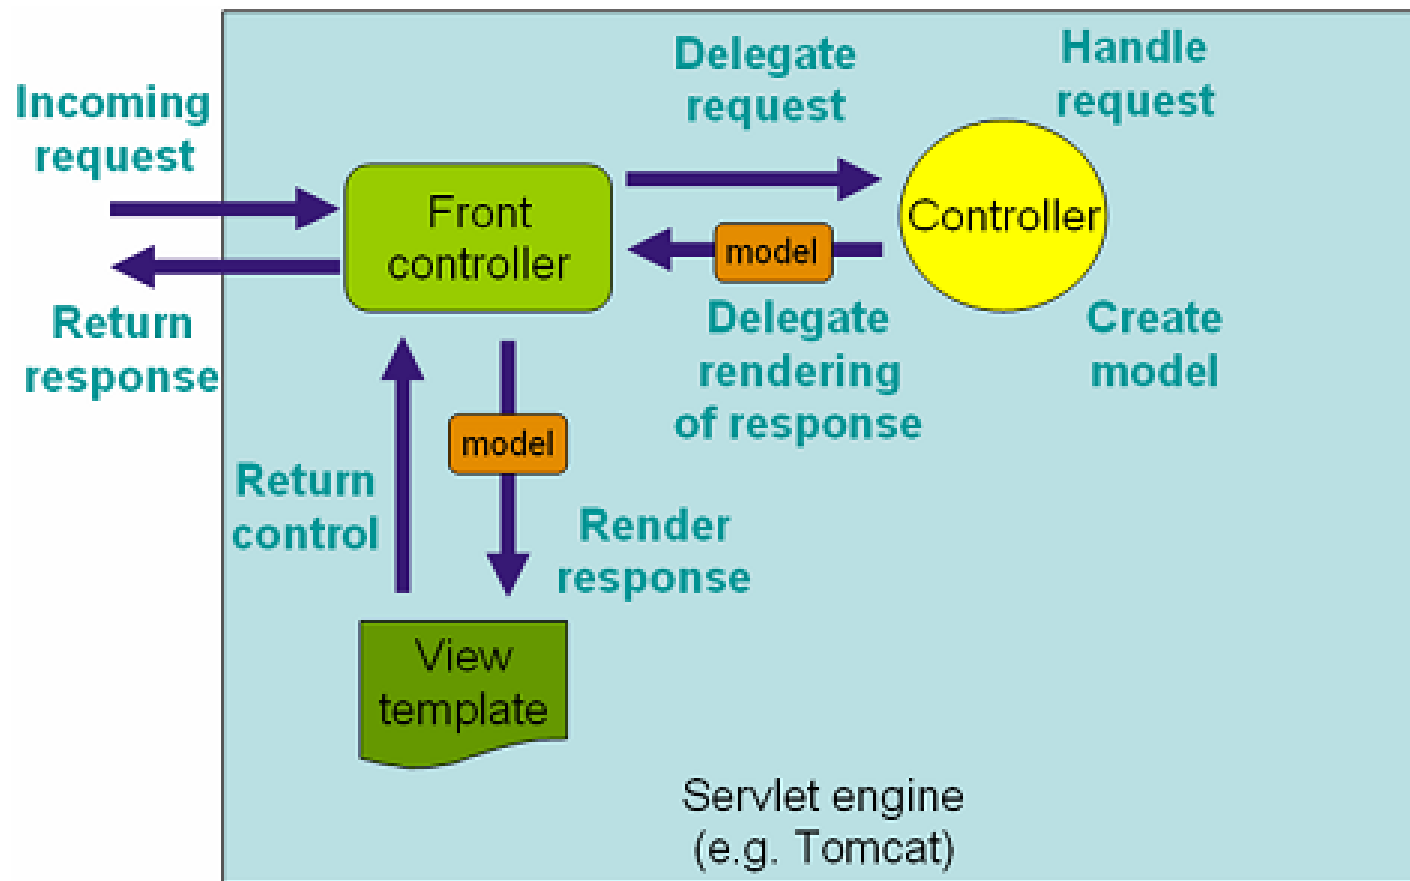 Incoming
request
Return
response
Front
controller
Delegate
request
Handle
request
Controller
model
Delegate
rendering
of response
Create
model
model
Return
control
Render
response
View
template
Servlet engine
(e.g. Tomcat)